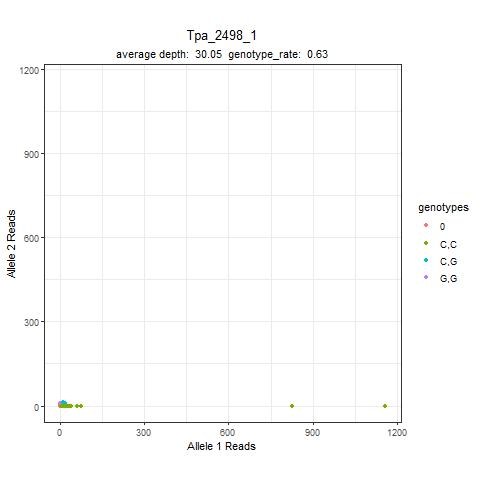 Tpa_2498_1
average depth: 30.05 genotype_rate: 0.63
1200
900
600
300
0
Allele 2 Reads
0 300 600 900 1200
Allele 1 Reads
genotypes
0
C,C
C,G
G,G